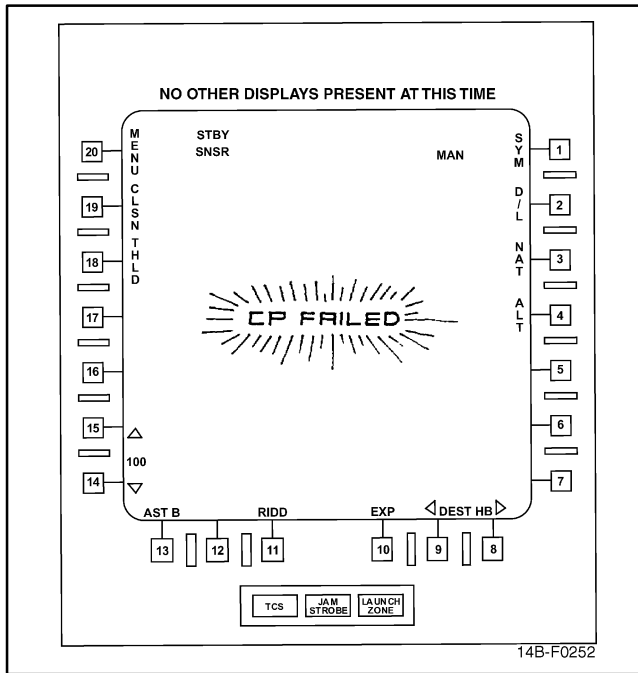 NO OTHER DISPLAYS PRESENT AT THIS TIME
MENU
CLSN
THLD
STBY
SNSR
MAN
SYM
D/L
NAT
ALT
20
19
18
17
16
15
14
1
2
3
4
5
6
7
CP FAILED
100
AST B
RIDD
EXP
DEST HB
13
12
11
10
9
8
TCS
JAM STROBE
LAUNCH ZONE
14B-F0252